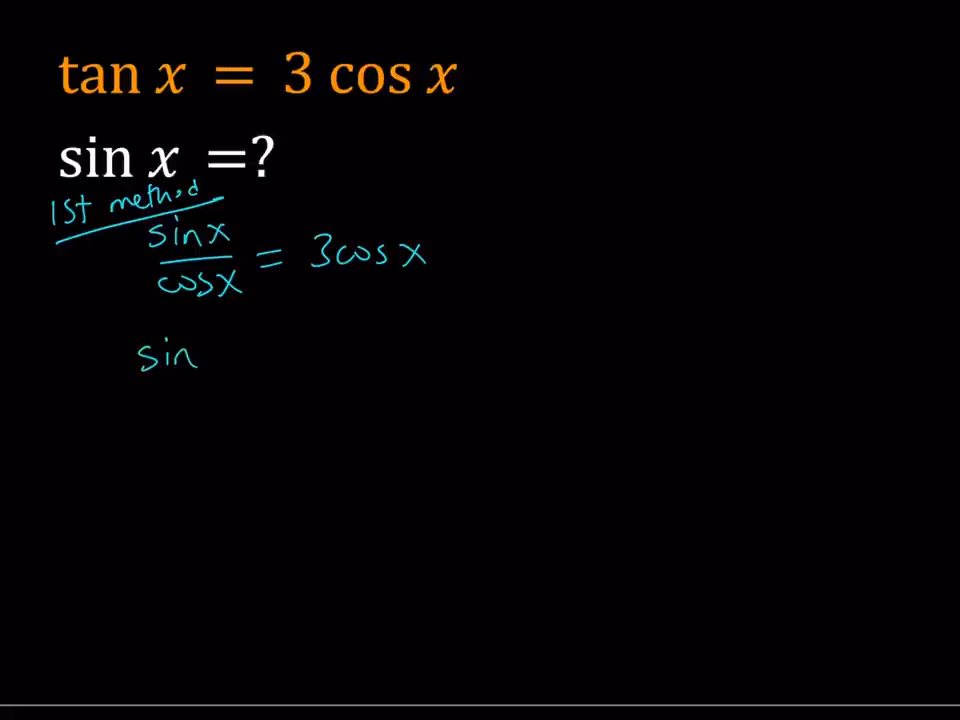 tan x = 3 cos x
sin x =?
1st method
sinx
cosx = 3cosx
sin